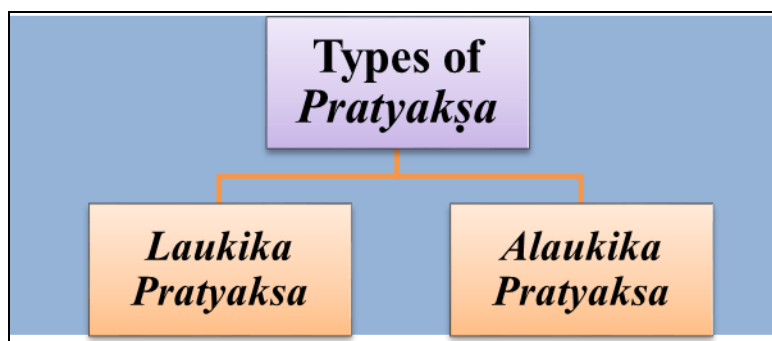 Types of
Pratyakṣa
Laukika
Pratyaksa
Alaukika
Pratyaksa